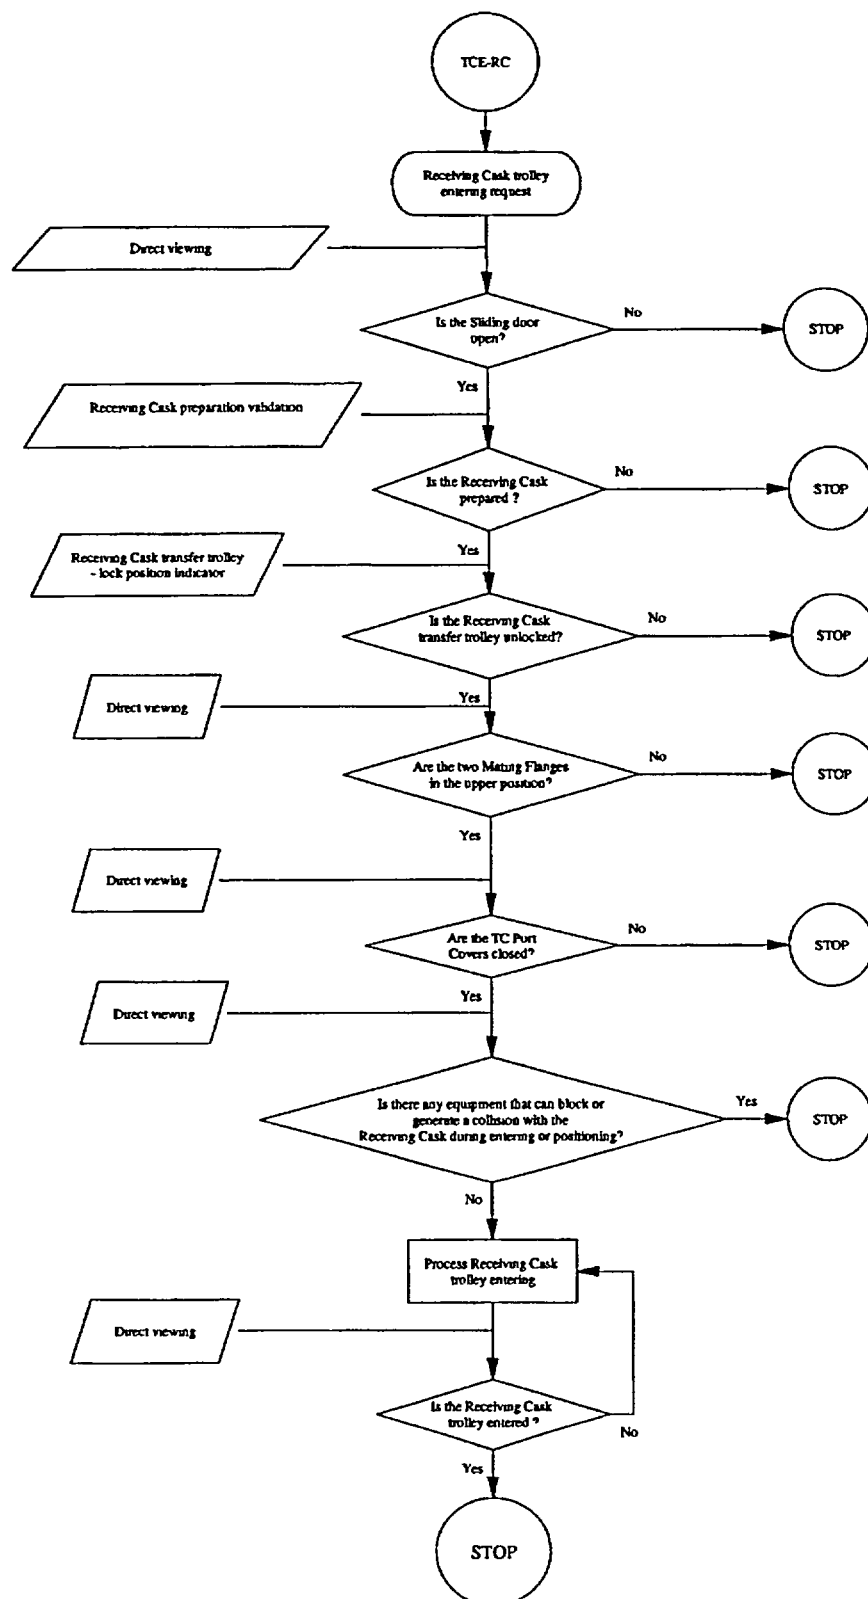 TCE-RC
Receiving Cask trolley
entering request
Direct viewing
Is the Sliding door
open?
No
STOP
Yes
Receiving Cask preparation validation
Is the Receiving Cask
prepared ?
No
STOP
Yes
Receiving Cask transfer trolley
- lock position indicator
Is the Receiving Cask
transfer trolley unlocked?
No
STOP
Yes
Direct viewing
Are the two Mating Flanges
in the upper position?
No
STOP
Yes
Direct viewing
Are the TC Port
Covers closed?
No
STOP
Yes
Direct viewing
Is there any equipment that can block or
generate a collision with the
Receiving Cask during entering or positioning?
Yes
STOP
No
Process Receiving Cask
trolley entering
Direct viewing
Is the Receiving Cask
trolley entered ?
No
Yes
STOP